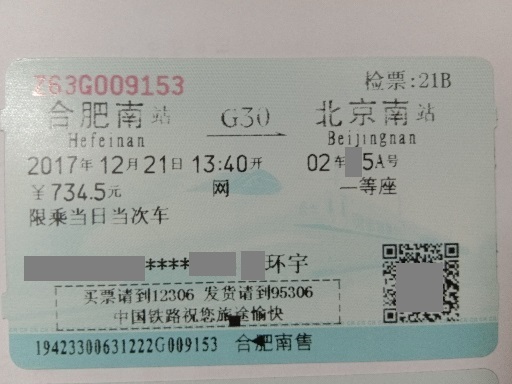 Z63G009153 检票:21B
合肥南站 G30 北京南站
Hefeinan Beijingnan
2017年12月21日13:40开 02车 5A号
￥734.5元 网 一等座
限乘当日当次车
**** 环宇
买票请到12306 发货请到95306
中国铁路祝您旅途愉快
19423300631222G009153 合肥南售